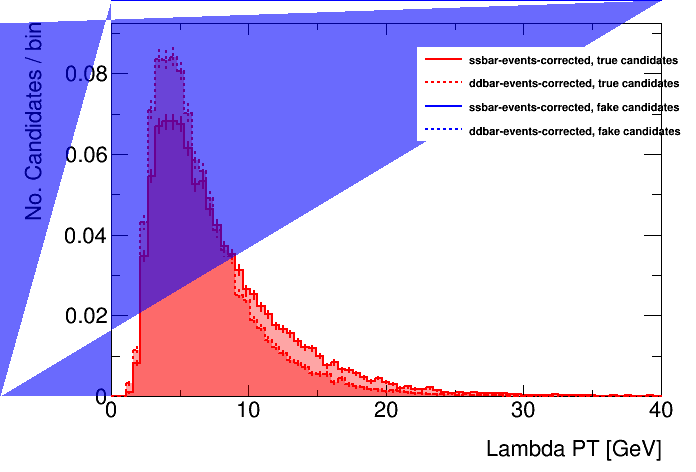 No. Candidates / bin
0.08
0.06
0.04
0.02
0
ssbar-events-corrected, true candidates
ddbar-events-corrected, true candidates
ssbar-events-corrected, fake candidates
ddbar-events-corrected, fake candidates
0 10 20 30 40
Lambda PT [GeV]